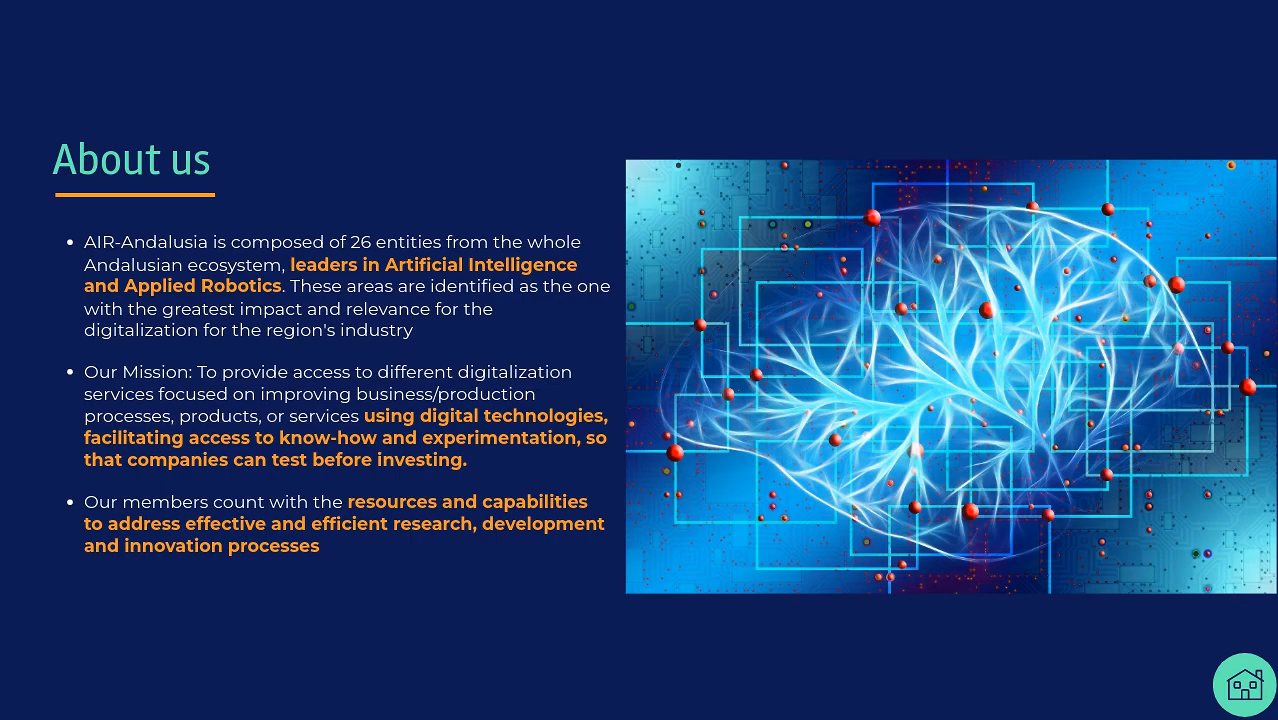 About us
AIR-Andalusia is composed of 26 entities from the whole
Andalusian ecosystem, leaders in Artificial Intelligence
and Applied Robotics. These areas are identified as the one
with the greatest impact and relevance for the
digitalization for the region's industry
Our Mission: To provide access to different digitalization
services focused on improving business/production
processes, products, or services using digital technologies,
facilitating access to know-how and experimentation, so
that companies can test before investing.
Our members count with the resources and capabilities
to address effective and efficient research, development
and innovation processes